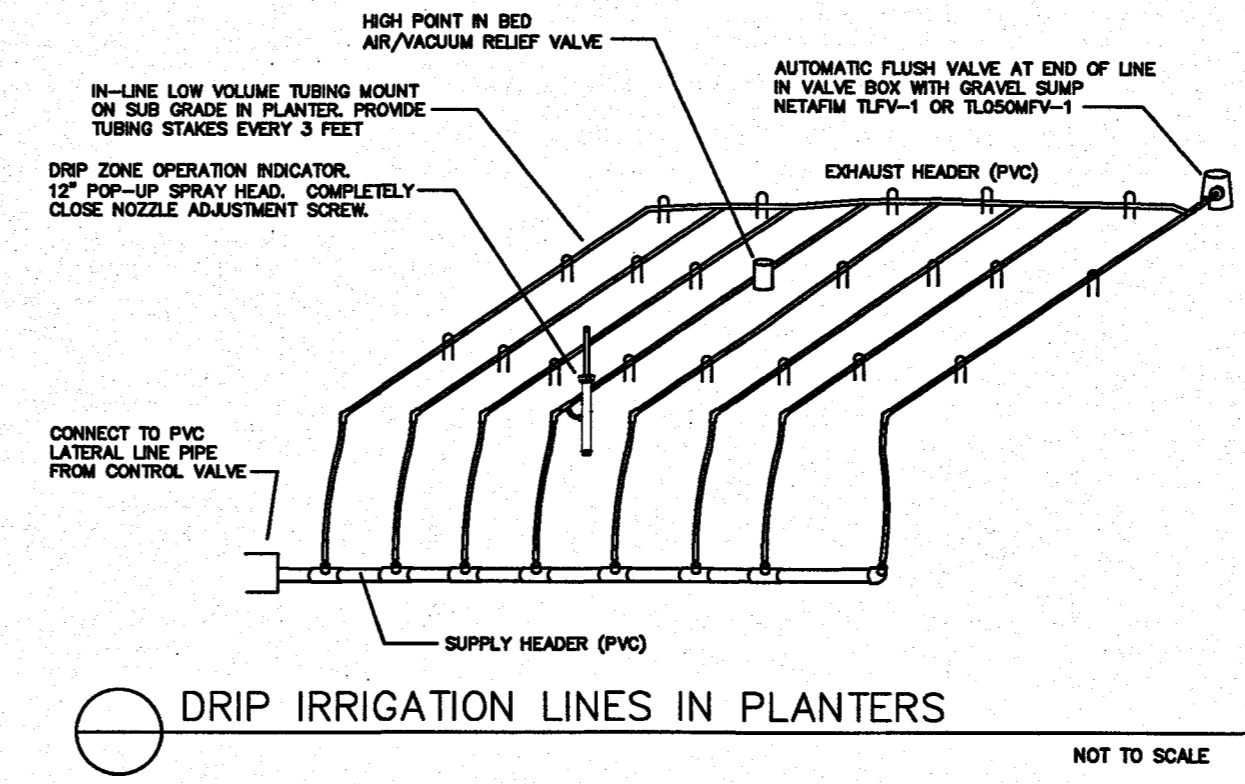 HIGH POINT IN BED
AIR/VACUUM RELIEF VALVE
IN-LINE LOW VOLUME TUBING MOUNT
ON SUB GRADE IN PLANTER. PROVIDE
TUBING STAKES EVERY 3 FEET
AUTOMATIC FLUSH VALVE AT END OF LINE
IN VALVE BOX WITH GRAVEL SUMP
NETAFIM TLFV-1 OR TL050MFV-1
DRIP ZONE OPERATION INDICATOR.
12" POP-UP SPRAY HEAD. COMPLETELY
CLOSE NOZZLE ADJUSTMENT SCREW.
EXHAUST HEADER (PVC)
CONNECT TO PVC
LATERAL LINE PIPE
FROM CONTROL VALVE
SUPPLY HEADER (PVC)
DRIP IRRIGATION LINES IN PLANTERS
NOT TO SCALE